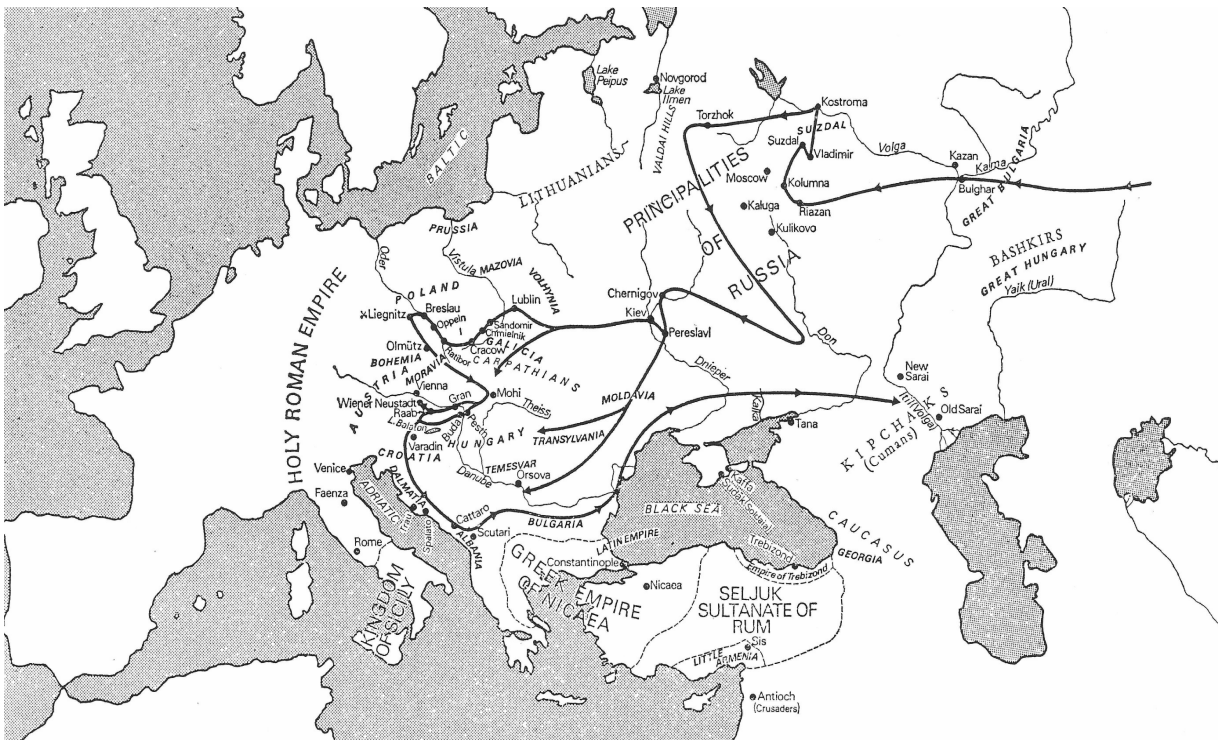 Lake
Peipus
Novgorod
Lake
Ilmen
VALDAI HILLS
BALTIC
LITHUANIANS
Torzhok
Kostroma
SUZDAL
Suzdal
Vladimir
Volga
Kazan
Kama
Bulghar
GREAT BULGARIA
Moscow
Kolumna
Riazan
Kaluga
Kulikovo
PRINCIPALITIES
OF
RUSSIA
BASHKIRS
GREAT HUNGARY
Yaik (Ural)
PRUSSIA
Oder
Vistula
MAZOVIA
VOLHYNIA
POLAND
Lublin
Liegnitz
Breslau
Oppeln
Sandomir
Chmielnik
Ratibor
Cracow
GALICIA
CARPATHIANS
Olmütz
BOHEMIA
MORAVIA
AUSTRIA
HOLY ROMAN EMPIRE
Chernigov
Kiev
Pereslavl
Don
Dnieper
Kalka
Vienna
Wiener Neustadt
Raab
L. Balaton
Gran
Mohi
Theiss
Buda
Pesth
HUNGARY
MOLDAVIA
TRANSYLVANIA
Varadin
CROATIA
TEMESVAR
Danube
Orsova
New
Sarai
Itil (Volga)
Old Sarai
KIPCHAKS
(Cumans)
Tana
Venice
Faenza
ADRIATIC
DALMATIA
Trau
Spalato
Cattaro
Scutari
ALBANIA
BULGARIA
Rome
KINGDOM
OF SICILY
Kaffa
BLACK SEA
CAUCASUS
GEORGIA
LATIN EMPIRE
Constantinople
Trebizond
Empire of Trebizond
GREEK EMPIRE
OF NICAEA
Nicaea
SELJUK
SULTANATE OF
RUM
Sis
LITTLE
ARMENIA
Antioch
(Crusaders)